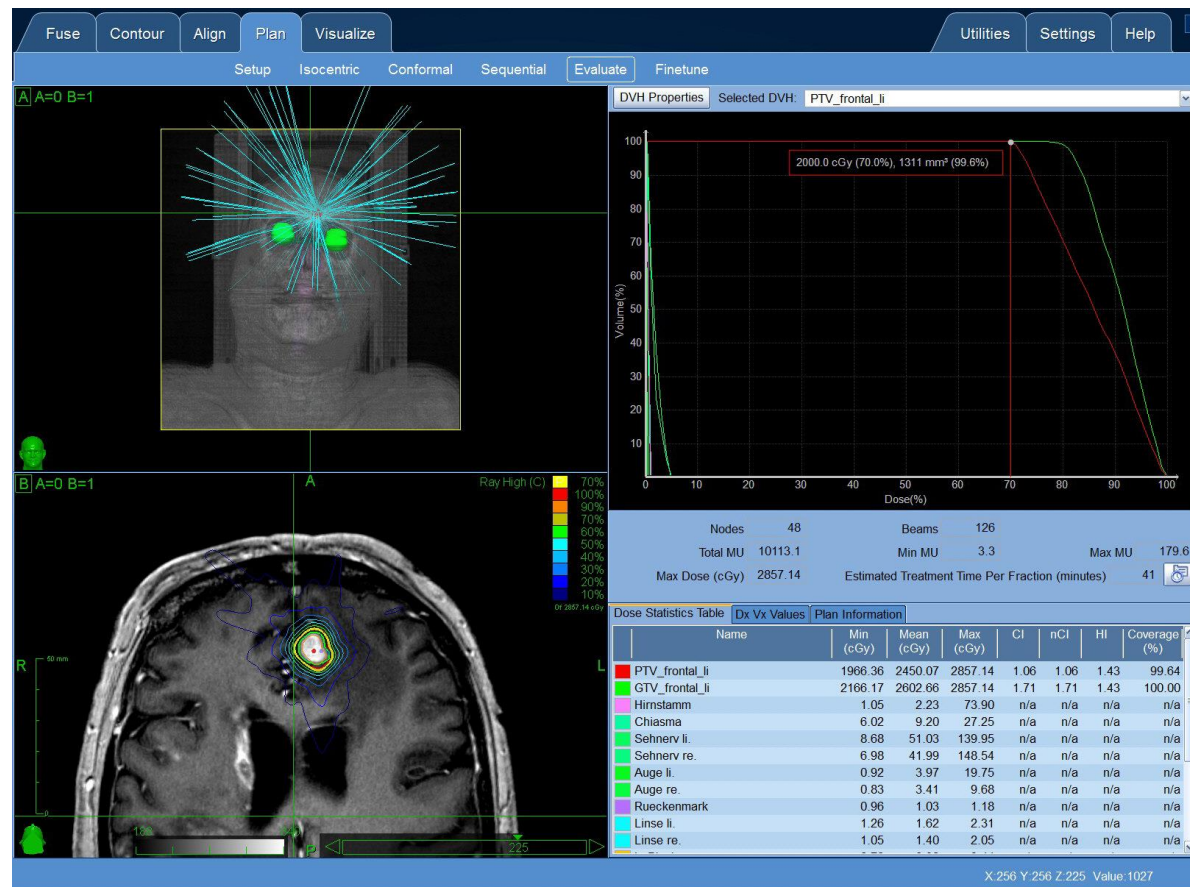 Fuse Contour Align Plan Visualize Utilities Settings Help
Setup Isocentric Conformal Sequential Evaluate Finetune
A A=0 B=1
DVH Properties Selected DVH: PTV_frontal_li
2000.0 cGy (70.0%), 1311 mm³ (99.6%)
Volume(%)
100
90
80
70
60
50
40
30
20
10
0 10 20 30 40 50 60 70 80 90 100
Dose(%)
B A=0 B=1
A
Ray High (C)
70%
100%
90%
70%
60%
50%
40%
30%
20%
10%
Of 2857.14 cGy
R
50 mm
0
L
P
225
Nodes 48 Beams 126
Total MU 10113.1 Min MU 3.3 Max MU 179.6
Max Dose (cGy) 2857.14 Estimated Treatment Time Per Fraction (minutes) 41
Dose Statistics Table Dx Vx Values Plan Information
Name Min (cGy) Mean (cGy) Max (cGy) CI nCI HI Coverage (%)
PTV_frontal_li 1966.36 2450.07 2857.14 1.06 1.06 1.43 99.64
GTV_frontal_li 2166.17 2602.66 2857.14 1.71 1.71 1.43 100.00
Hirnstamm 1.05 2.23 73.90 n/a n/a n/a n/a
Chiasma 6.02 9.20 27.25 n/a n/a n/a n/a
Sehnerv li. 8.68 51.03 139.95 n/a n/a n/a n/a
Sehnerv re. 6.98 41.99 148.54 n/a n/a n/a n/a
Auge li. 0.92 3.97 19.75 n/a n/a n/a n/a
Auge re. 0.83 3.41 9.68 n/a n/a n/a n/a
Rueckenmark 0.96 1.03 1.18 n/a n/a n/a n/a
Linse li. 1.26 1.62 2.31 n/a n/a n/a n/a
Linse re. 1.05 1.40 2.05 n/a n/a n/a n/a
X:256 Y:256 Z:225 Value:1027